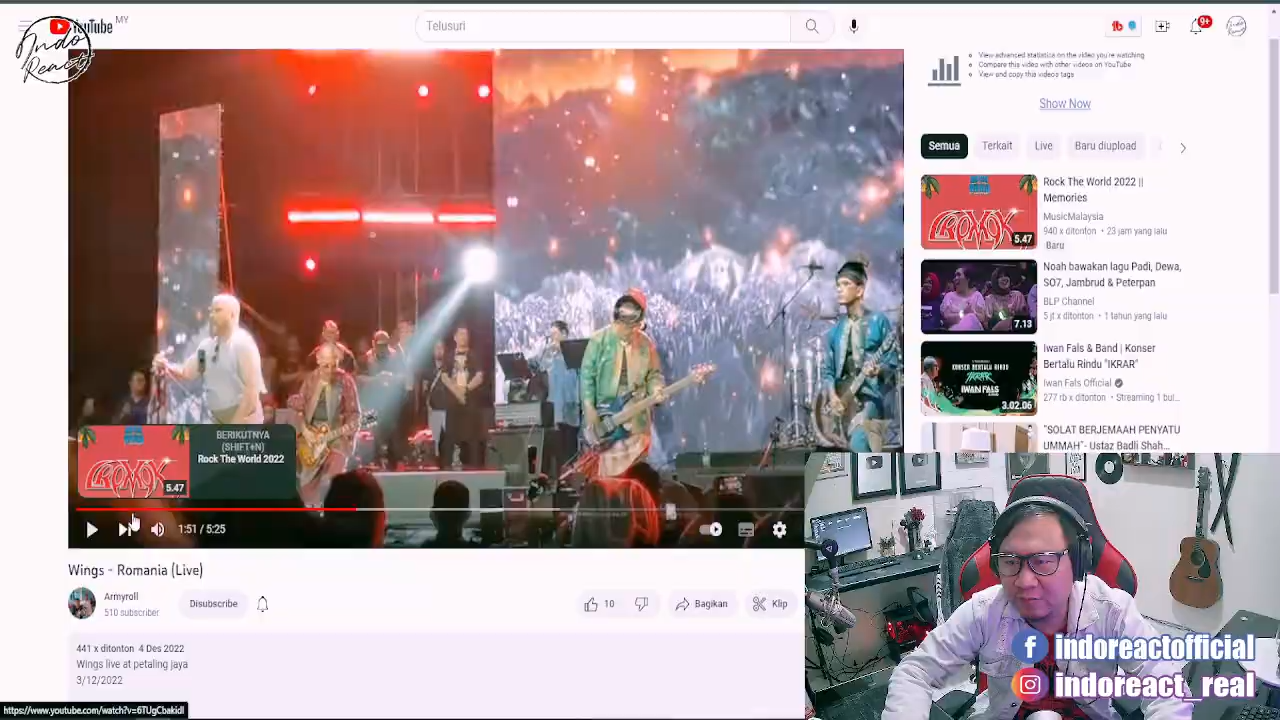 Indo
React
YouTube MY
Telusuri
9+
View advanced statistics on the video you're watching
Compare this video with other videos on YouTube
View and copy this videos tags
Show Now
Semua
Terkait
Live
Baru diupload
Rock The World 2022 ||
Memories
MusicMalaysia
940 x ditonton • 23 jam yang lalu
Baru
5.47
Noah bawakan lagu Padi, Dewa,
SO7, Jambrud & Peterpan
BLP Channel
5 jt x ditonton • 1 tahun yang lalu
7.13
Iwan Fals & Band | Konser
Bertalu Rindu "IKRAR"
Iwan Fals Official
277 rb x ditonton • Streaming 1 bul...
IWAN FALS
3.02.06
"SOLAT BERJEMAAH PENYATU
UMMAH"- Ustaz Badli Shah...
BERIKUTNYA
(SHIFT+N)
Rock The World 2022
5.47
1:51 / 5:25
Wings - Romania (Live)
Armyroll
510 subscriber
Disubscribe
10
Bagikan
Klip
441 x ditonton 4 Des 2022
Wings live at petaling jaya
3/12/2022
https://www.youtube.com/watch?v=6TUgCbakidI
indoreactofficial
indoreact_real